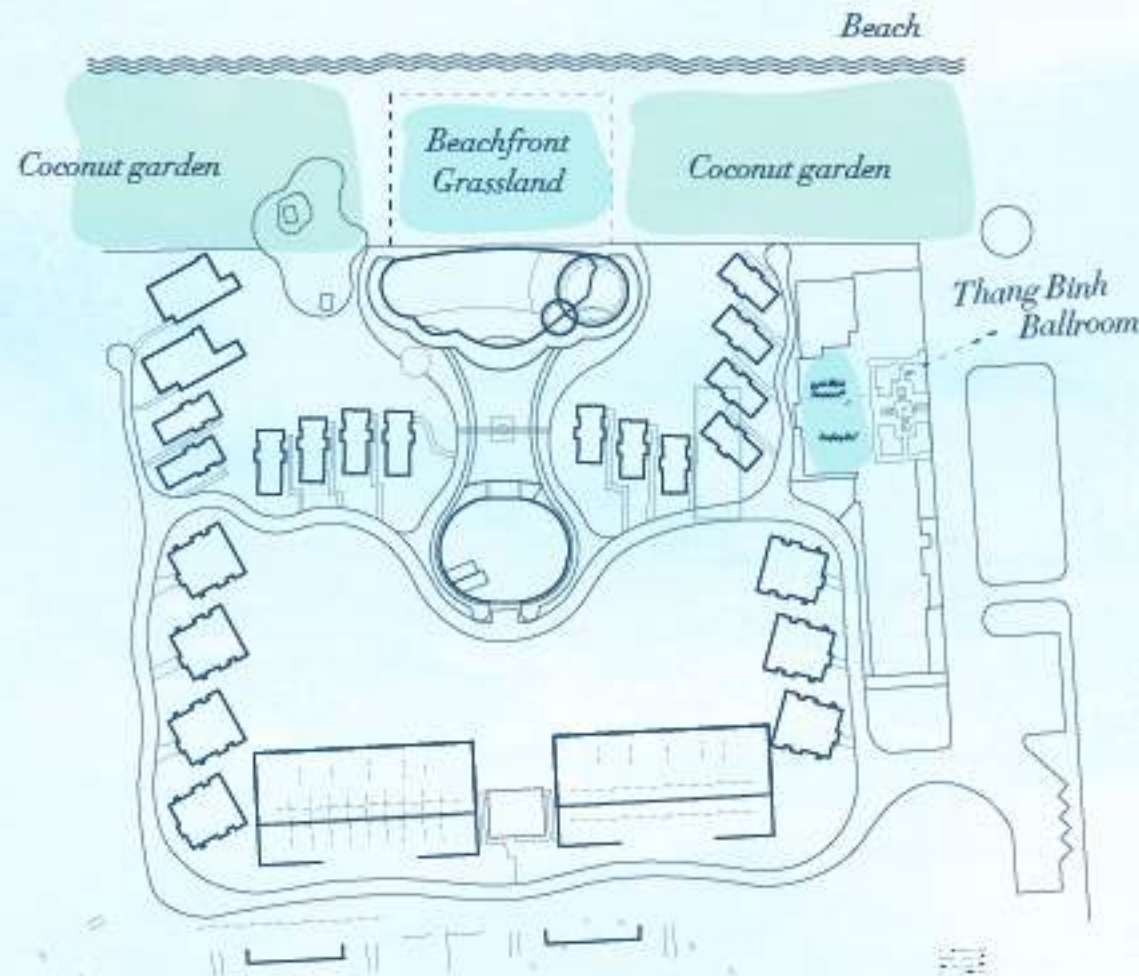 Beach
Coconut garden
Beachfront
Grassland
Coconut garden
Thang Binh
Ballroom